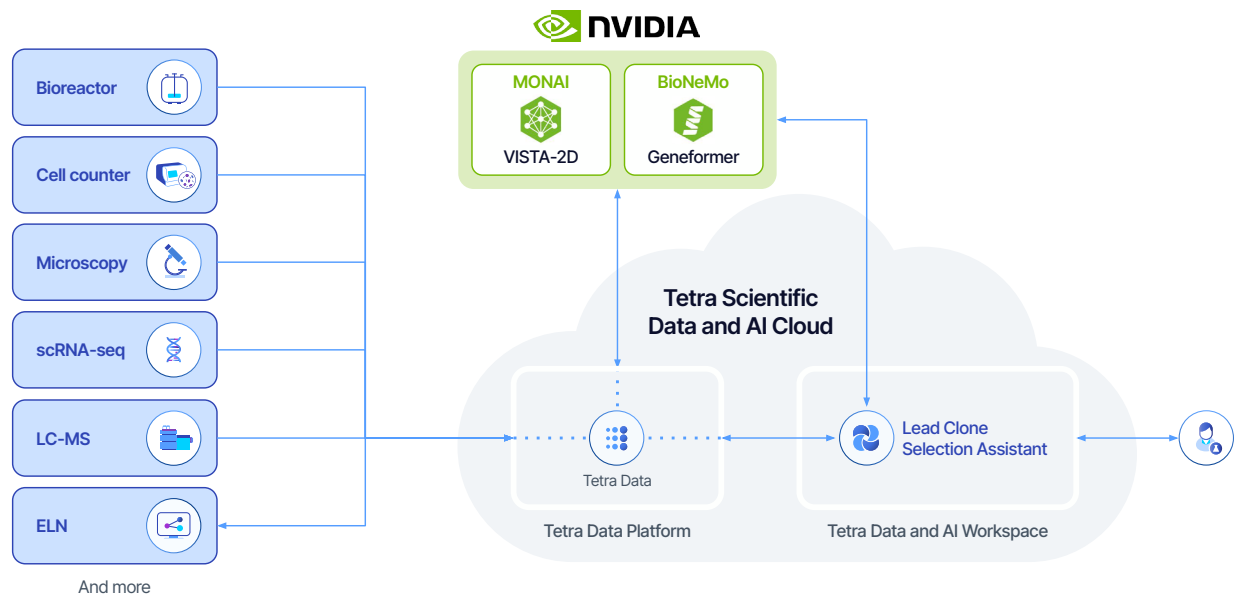 NVIDIA
Bioreactor
Cell counter
Microscopy
scRNA-seq
LC-MS
ELN
And more
MONAI
VISTA-2D
BioNeMo
Geneformer
Tetra Scientific
Data and AI Cloud
Tetra Data
Tetra Data Platform
Lead Clone
Selection Assistant
Tetra Data and AI Workspace